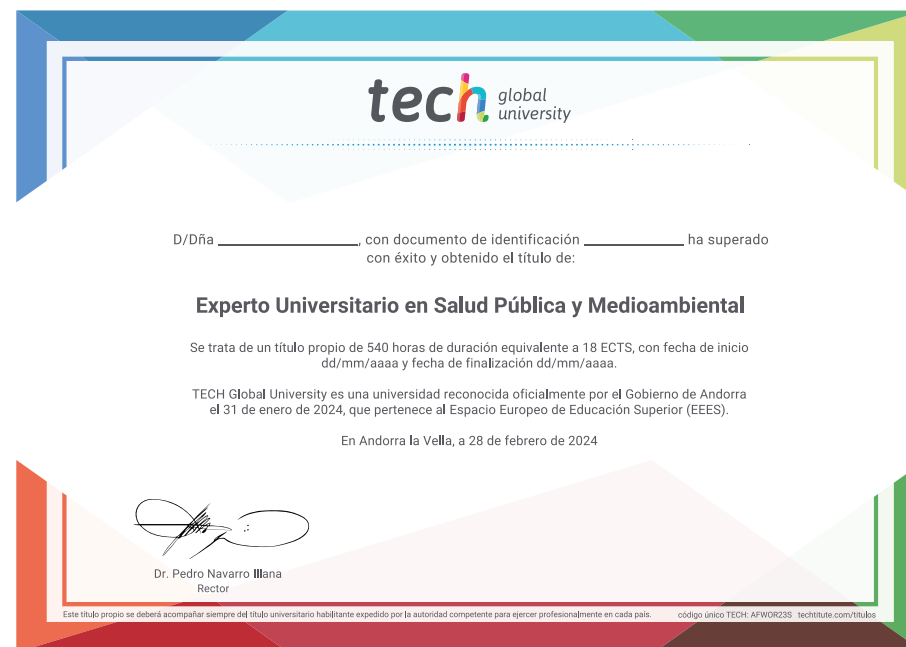 tech global university
D/Dña ____________________, con documento de identificación ______________ ha superado
con éxito y obtenido el título de:
Experto Universitario en Salud Pública y Medioambiental
Se trata de un título propio de 540 horas de duración equivalente a 18 ECTS, con fecha de inicio
dd/mm/aaaa y fecha de finalización dd/mm/aaaa.
TECH Global University es una universidad reconocida oficialmente por el Gobierno de Andorra
el 31 de enero de 2024, que pertenece al Espacio Europeo de Educación Superior (EEES).
En Andorra la Vella, a 28 de febrero de 2024
Dr. Pedro Navarro Illana
Rector
Este título propio se deberá acompañar siempre del título universitario habilitante expedido por la autoridad competente para ejercer profesionalmente en cada país. código único TECH: AFWOR23S techtitute.com/titulos